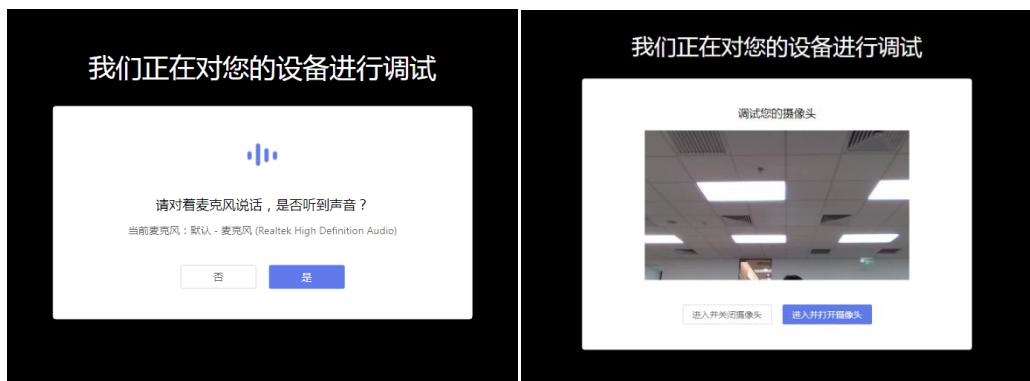 我们正在对您的设备进行调试
请对着麦克风说话，是否听到声音？
当前麦克风：默认 - 麦克风 (Realtek High Definition Audio)
否
是
我们正在对您的设备进行调试
调试您的摄像头
进入并关闭摄像头
进入并打开摄像头